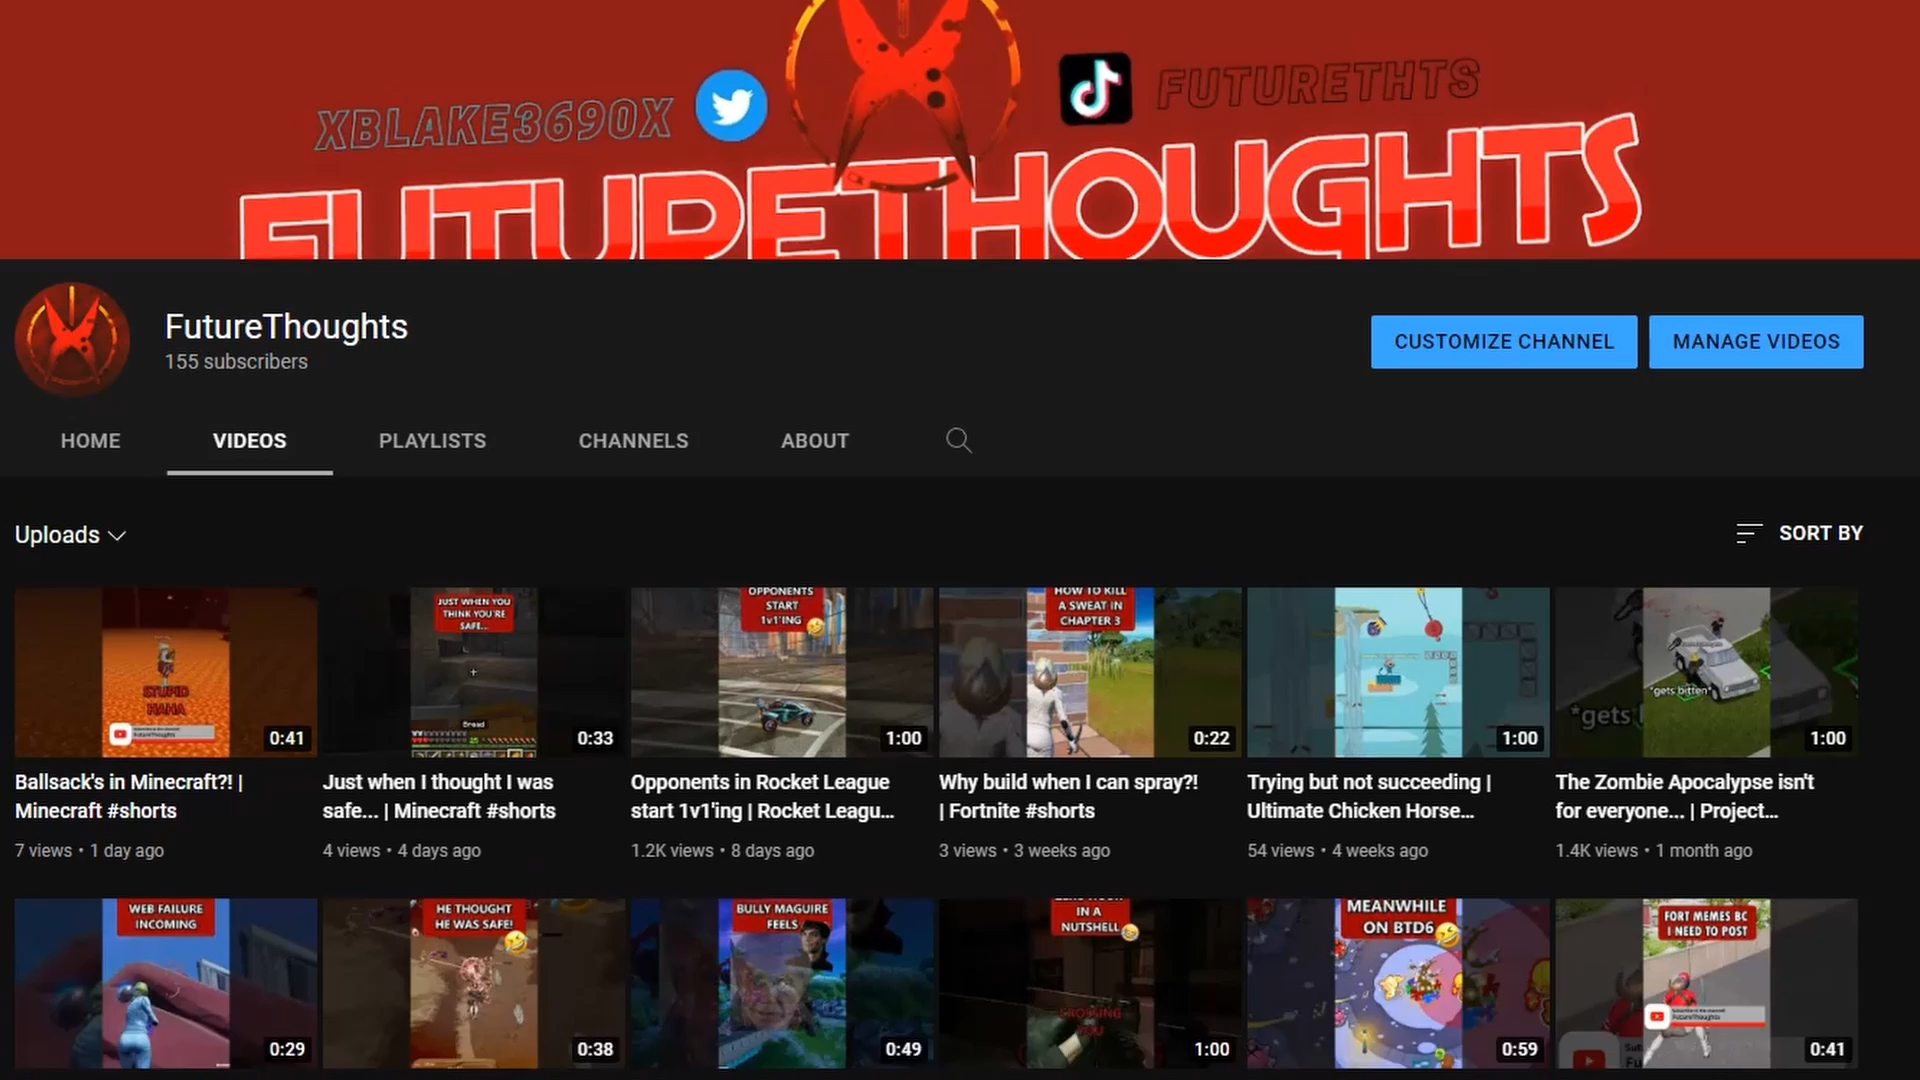 XBLAKE3690X
FUTURETHTS
FUTURETHOUGHTS
FutureThoughts
155 subscribers
CUSTOMIZE CHANNEL
MANAGE VIDEOS
HOME
VIDEOS
PLAYLISTS
CHANNELS
ABOUT
Uploads
SORT BY
STUPID
HAHA
FutureThoughts
0:41
JUST WHEN YOU
THINK YOU'RE
SAFE...
Bread
0:33
OPPONENTS
START
1v1'ING
1:00
HOW TO KILL
A SWEAT IN
CHAPTER 3
0:22
1:00
*gets bitten*
*gets
1:00
Ballsack's in Minecraft?! |
Minecraft #shorts
7 views • 1 day ago
Just when I thought I was
safe... | Minecraft #shorts
4 views • 4 days ago
Opponents in Rocket League
start 1v1'ing | Rocket Leagu...
1.2K views • 8 days ago
Why build when I can spray?!
| Fortnite #shorts
3 views • 3 weeks ago
Trying but not succeeding |
Ultimate Chicken Horse...
54 views • 4 weeks ago
The Zombie Apocalypse isn't
for everyone... | Project...
1.4K views • 1 month ago
WEB FAILURE
INCOMING
0:29
HE THOUGHT
HE WAS SAFE!
0:38
BULLY MAGUIRE
FEELS
0:49
IN A
NUTSHELL
CROSSING
YOU
1:00
MEANWHILE
ON BTD6
0:59
FORT MEMES BC
I NEED TO POST
FutureThoughts
0:41